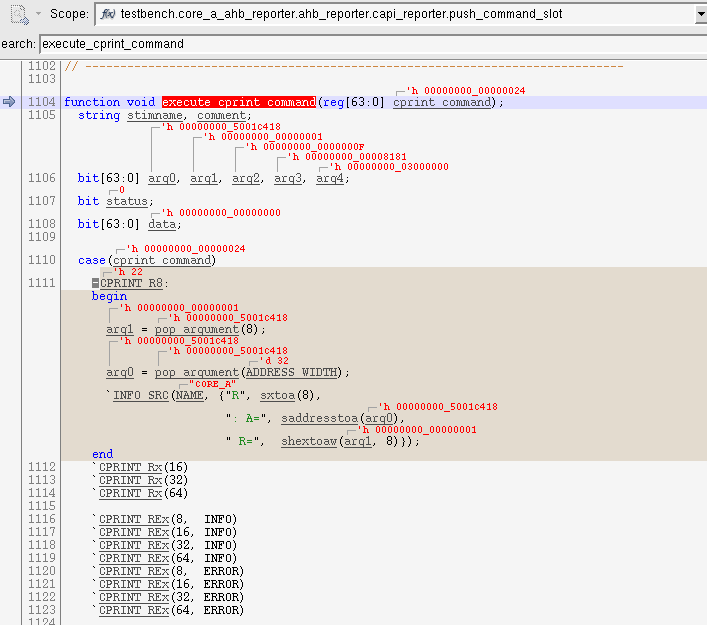 Scope: testbench.core_a_ahb_reporter.ahb_reporter.capi_reporter.push_command_slot
earch: execute_cprint_command
1102 // -----------------------------------------------------------------------------
1103
'h 00000000_00000024
1104 function void execute_cprint_command(reg[63:0] cprint_command);
1105 string stimname, comment;
'h 00000000_5001c418
'h 00000000_00000001
'h 00000000_0000000F
'h 00000000_00008181
'h 00000000_03000000
1106 bit[63:0] arg0, arg1, arg2, arg3, arg4;
0
1107 bit status;
'h 00000000_00000000
1108 bit[63:0] data;
1109
'h 00000000_00000024
1110 case(cprint_command)
'h 22
1111 CPRINT_R8:
begin
'h 00000000_00000001
'h 00000000_5001c418
arg1 = pop_argument(8);
'h 00000000_5001c418
'h 00000000_5001c418
'd 32
arg0 = pop_argument(ADDRESS_WIDTH);
"CORE_A"
`INFO_SRC(NAME, {"R", sxtoa(8),
'h 00000000_5001c418
": A=", saddresstoa(arg0),
'h 00000000_00000001
" R=", shextoaw(arg1, 8)});
end
1112 `CPRINT_Rx(16)
1113 `CPRINT_Rx(32)
1114 `CPRINT_Rx(64)
1115
1116 `CPRINT_REx(8, INFO)
1117 `CPRINT_REx(16, INFO)
1118 `CPRINT_REx(32, INFO)
1119 `CPRINT_REx(64, INFO)
1120 `CPRINT_REx(8, ERROR)
1121 `CPRINT_REx(16, ERROR)
1122 `CPRINT_REx(32, ERROR)
1123 `CPRINT_REx(64, ERROR)
1124